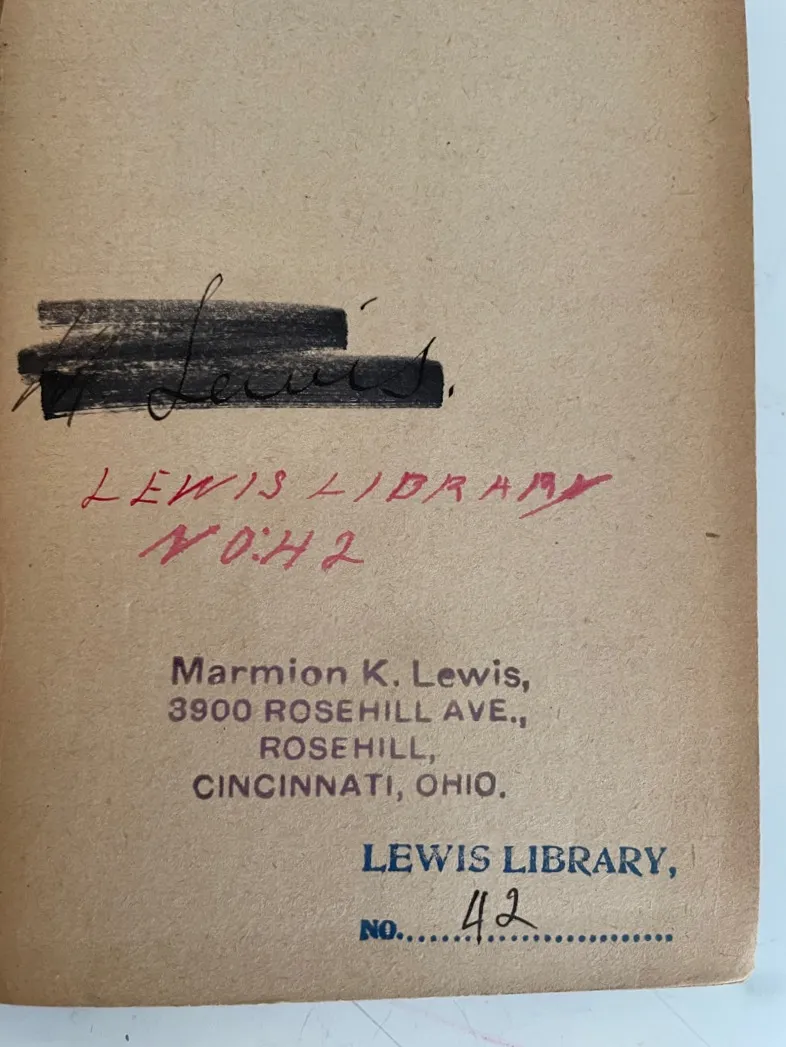 Lewis.
LEWIS LIBRARY
NO:42
Marmion K. Lewis,
3900 ROSEHILL AVE.,
ROSEHILL,
CINCINNATI, OHIO.
LEWIS LIBRARY,
NO. 42